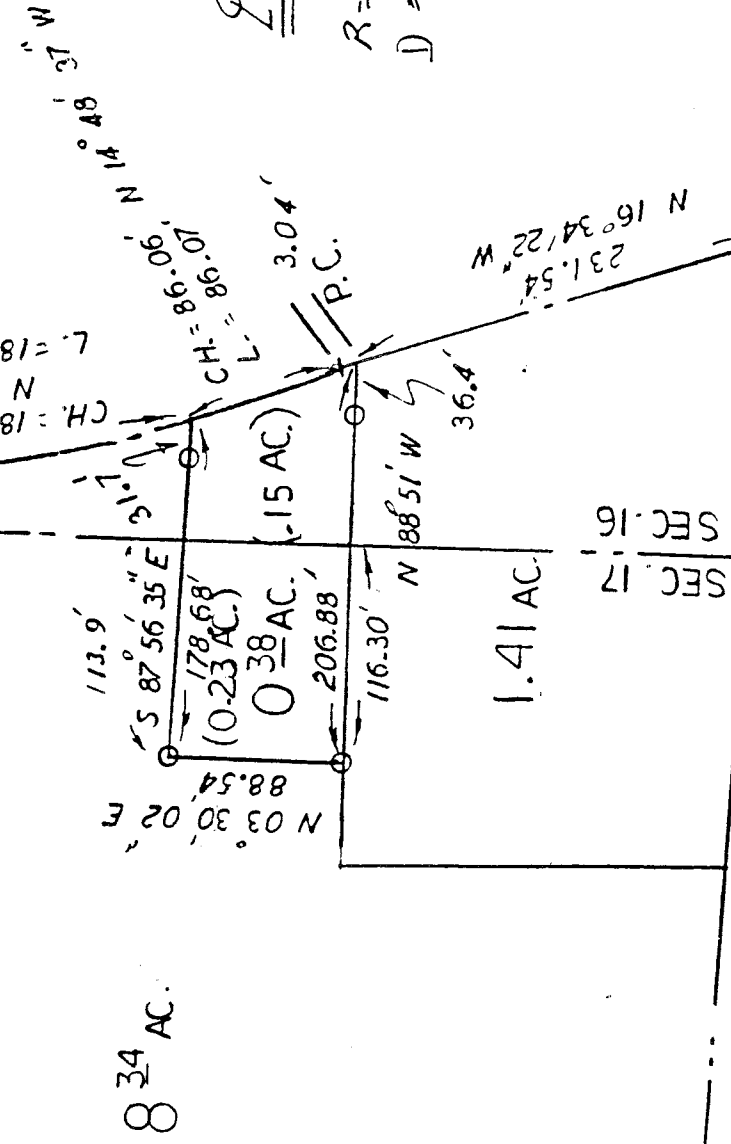 " W
37
'
48
°
N 14
CH. = 86.06'
L. = 86.07'
R =
D =
L. = 18
N
CH. = 18
3.04'
P.C.
N 16° 34' 22" W
231.54'
31.7'
113.9'
S 87° 56' 35" E
178.68'
(0.23 AC.)
(.15 AC.)
0 38 AC.
206.88'
116.30'
N 88° 51' W
36.4'
N 03° 30' 02" E
88.54'
SEC. 16
SEC. 17
1.41 AC.
8 34 AC.